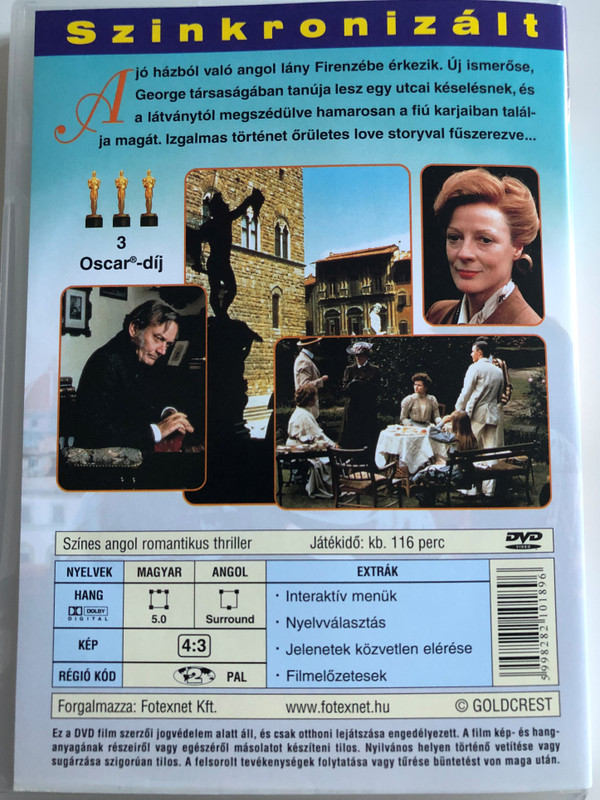 Szinkronizált
A jó házból való angol lány Firenzébe érkezik. Új ismerőse,
George társaságában tanúja lesz egy utcai késelésnek, és
a látványtól megszédülve hamarosan a fiú karjaiban talál-
ja magát. Izgalmas történet őrületes love storyval fűszerezve...
3
Oscar®-díj
Színes angol romantikus thriller Játékidő: kb. 116 perc DVD VIDEO
NYELVEK MAGYAR ANGOL EXTRÁK
HANG
DOLBY DIGITAL 5.0 Surround
· Interaktív menük
· Nyelvválasztás
KÉP 4:3
· Jelenetek közvetlen elérése
RÉGIÓ KÓD 2 PAL
· Filmelőzetesek
5998282101896
Forgalmazza: Fotexnet Kft. www.fotexnet.hu © GOLDCREST
Ez a DVD film szerzői jogvédelem alatt áll, és csak otthoni lejátszása engedélyezett. A film kép- és hang-
anyagának részeiről vagy egészéről másolatot készíteni tilos. Nyilvános helyen történő vetítése vagy
sugárzása szigorúan tilos. A felsorolt tevékenységek folytatása vagy tűrése büntetést von maga után.